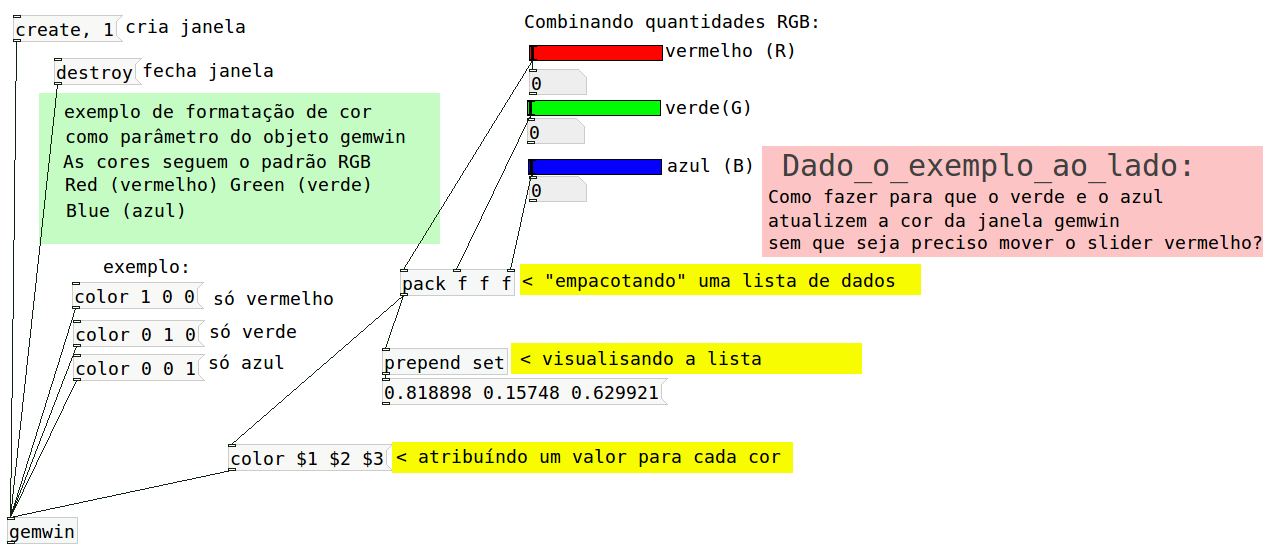 create, 1 cria janela
destroy fecha janela
exemplo de formatação de cor
como parâmetro do objeto gemwin
As cores seguem o padrão RGB
Red (vermelho) Green (verde)
Blue (azul)
exemplo:
color 1 0 0 só vermelho
color 0 1 0 só verde
color 0 0 1 só azul
Combinando quantidades RGB:
vermelho (R)
0
verde(G)
0
azul (B)
0
Dado_o_exemplo_ao_lado:
Como fazer para que o verde e o azul
atualizem a cor da janela gemwin
sem que seja preciso mover o slider vermelho?
pack f f f < "empacotando" uma lista de dados
prepend set < visualisando a lista
0.818898 0.15748 0.629921
color $1 $2 $3 < atribuíndo um valor para cada cor
gemwin